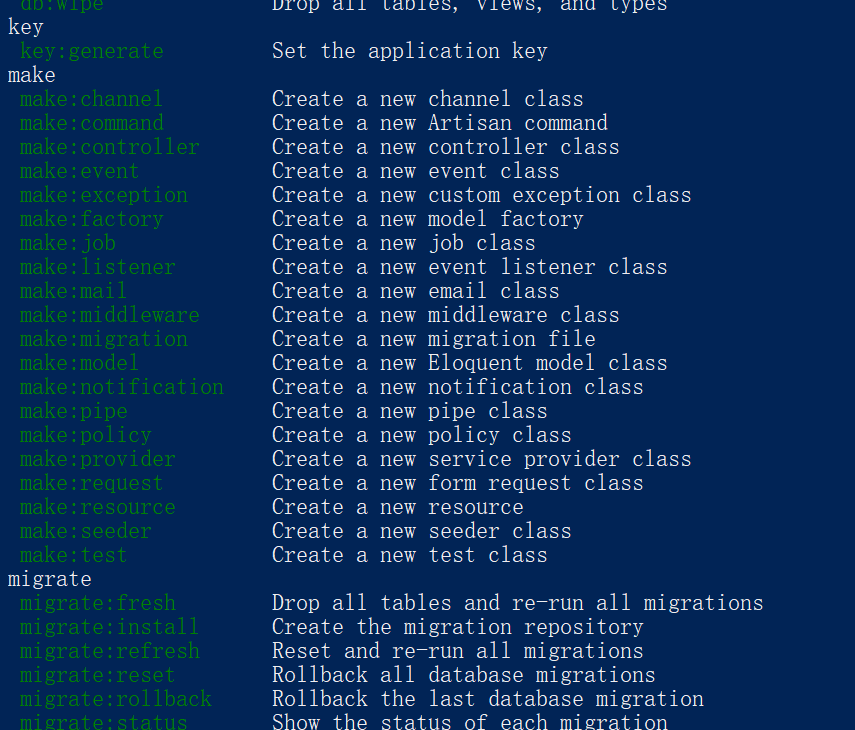 db:wipe Drop all tables, views, and types
key
key:generate Set the application key
make
make:channel Create a new channel class
make:command Create a new Artisan command
make:controller Create a new controller class
make:event Create a new event class
make:exception Create a new custom exception class
make:factory Create a new model factory
make:job Create a new job class
make:listener Create a new event listener class
make:mail Create a new email class
make:middleware Create a new middleware class
make:migration Create a new migration file
make:model Create a new Eloquent model class
make:notification Create a new notification class
make:pipe Create a new pipe class
make:policy Create a new policy class
make:provider Create a new service provider class
make:request Create a new form request class
make:resource Create a new resource
make:seeder Create a new seeder class
make:test Create a new test class
migrate
migrate:fresh Drop all tables and re-run all migrations
migrate:install Create the migration repository
migrate:refresh Reset and re-run all migrations
migrate:reset Rollback all database migrations
migrate:rollback Rollback the last database migration
migrate:status Show the status of each migration